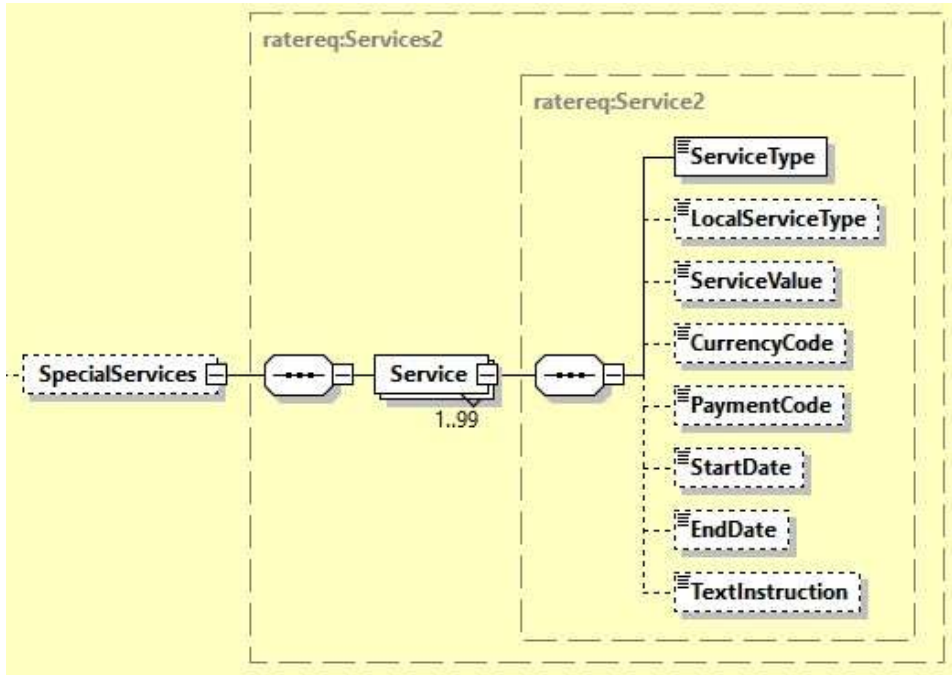 ratereq:Services2
ratereq:Service2
ServiceType
LocalServiceType
ServiceValue
CurrencyCode
SpecialServices
Service
1..99
PaymentCode
StartDate
EndDate
TextInstruction